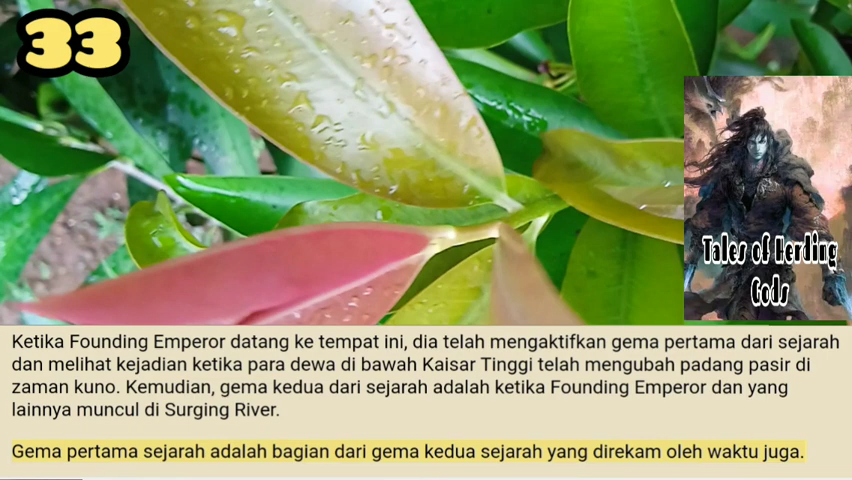 33
Tales of Herding
Gods
Ketika Founding Emperor datang ke tempat ini, dia telah mengaktifkan gema pertama dari sejarah
dan melihat kejadian ketika para dewa di bawah Kaisar Tinggi telah mengubah padang pasir di
zaman kuno. Kemudian, gema kedua dari sejarah adalah ketika Founding Emperor dan yang
lainnya muncul di Surging River.
Gema pertama sejarah adalah bagian dari gema kedua sejarah yang direkam oleh waktu juga.